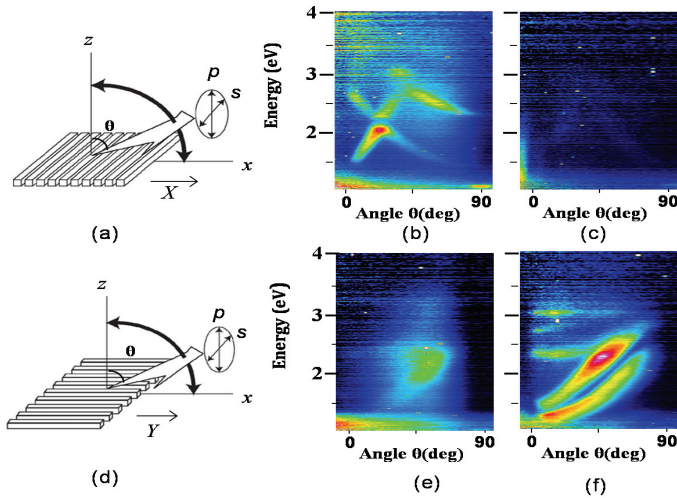 z
p
s
θ
x
X
(a)
Energy (eV)
4
3
2
0
90
Angle θ(deg)
(b)
0
90
Angle θ(deg)
(c)
z
p
s
θ
x
Y
(d)
Energy (eV)
4
3
2
0
90
Angle θ(deg)
(e)
0
90
Angle θ(deg)
(f)